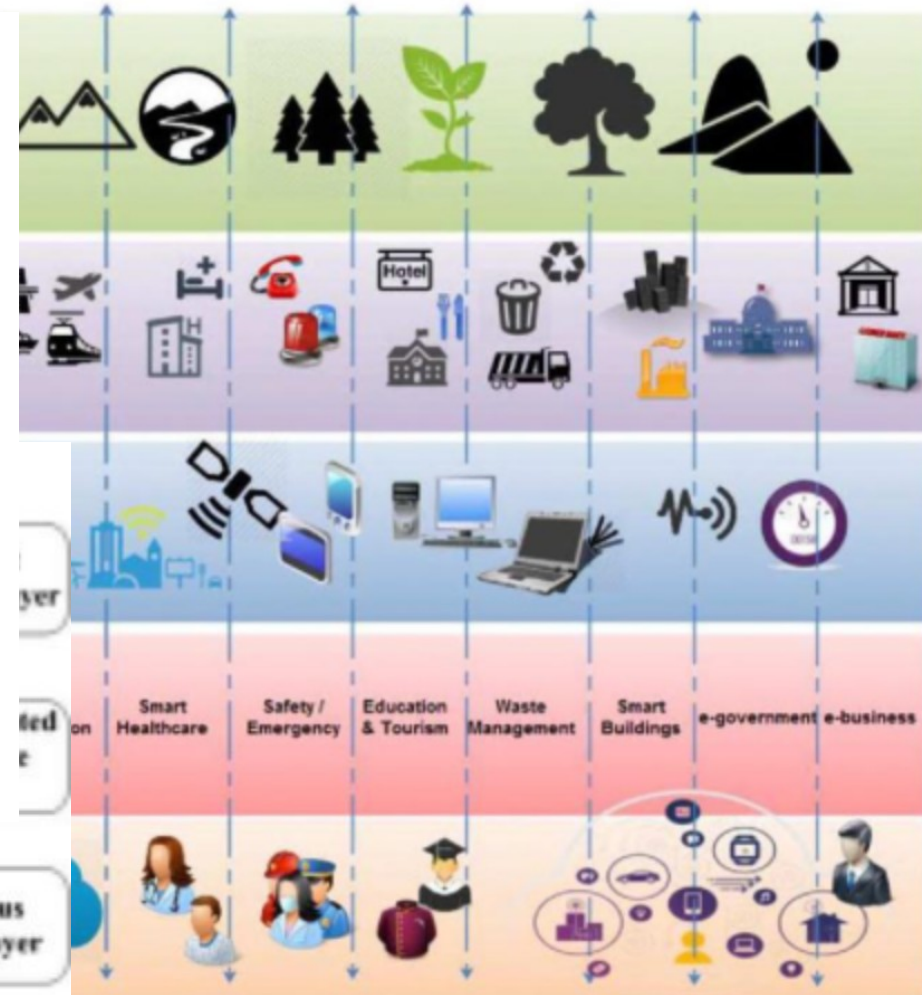 Hotel
H
yer
Smart
Healthcare
Safety /
Emergency
Education
& Tourism
Waste
Management
Smart
Buildings
e-government
e-business
ted
on
e
us
yer